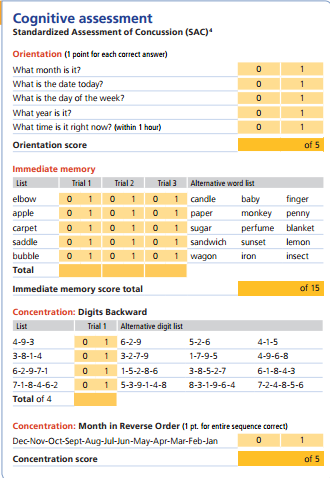 Cognitive assessment
Standardized Assessment of Concussion (SAC)4
Orientation (1 point for each correct answer)
What month is it? 0 1
What is the date today? 0 1
What is the day of the week? 0 1
What year is it? 0 1
What time is it right now? (within 1 hour) 0 1
Orientation score of 5
Immediate memory
List Trial 1 Trial 2 Trial 3 Alternative word list
elbow 0 1 0 1 0 1 candle baby finger
apple 0 1 0 1 0 1 paper monkey penny
carpet 0 1 0 1 0 1 sugar perfume blanket
saddle 0 1 0 1 0 1 sandwich sunset lemon
bubble 0 1 0 1 0 1 wagon iron insect
Total
Immediate memory score total of 15
Concentration: Digits Backward
List Trial 1 Alternative digit list
4-9-3 0 1 6-2-9 5-2-6 4-1-5
3-8-1-4 0 1 3-2-7-9 1-7-9-5 4-9-6-8
6-2-9-7-1 0 1 1-5-2-8-6 3-8-5-2-7 6-1-8-4-3
7-1-8-4-6-2 0 1 5-3-9-1-4-8 8-3-1-9-6-4 7-2-4-8-5-6
Total of 4
Concentration: Month in Reverse Order (1 pt. for entire sequence correct)
Dec-Nov-Oct-Sept-Aug-Jul-Jun-May-Apr-Mar-Feb-Jan 0 1
Concentration score of 5